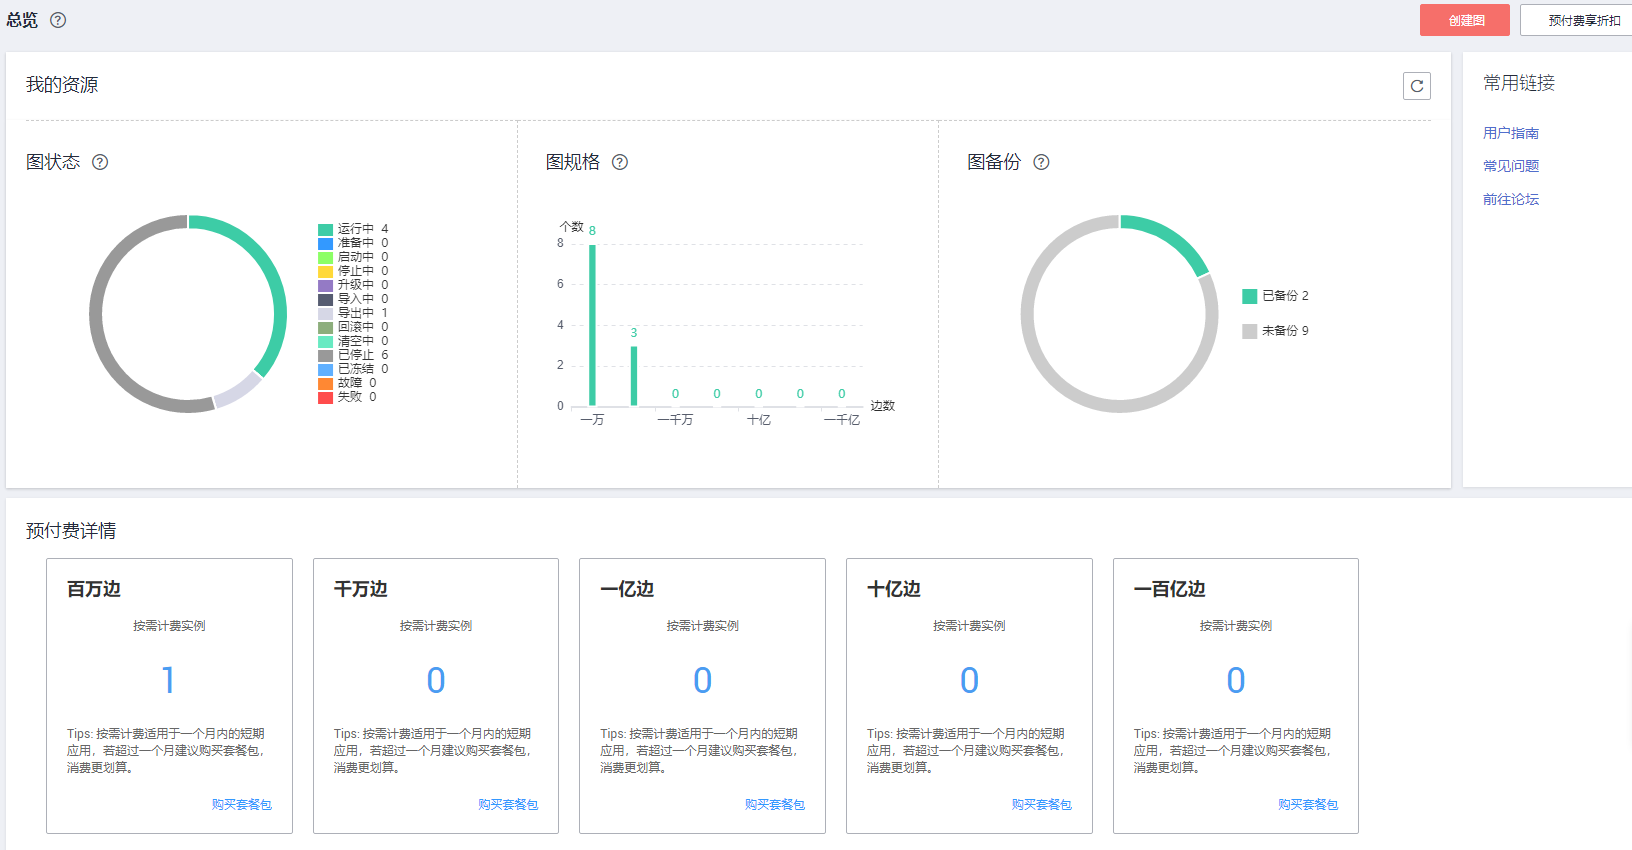 总览
创建图
预付费享折扣
我的资源
常用链接
用户指南
常见问题
前往论坛
图状态
运行中 4
准备中 0
启动中 0
停止中 0
升级中 0
导入中 0
导出中 1
回滚中 0
清空中 0
已停止 6
已冻结 0
故障 0
失败 0
图规格
个数
8
8
6
4
3
2
0 0 0 0 0
0
边数
一万 一千万 十亿 一千亿
图备份
已备份 2
未备份 9
预付费详情
百万边
按需计费实例
1
Tips: 按需计费适用于一个月内的短期
应用，若超过一个月建议购买套餐包，
消费更划算。
购买套餐包
千万边
按需计费实例
0
Tips: 按需计费适用于一个月内的短期
应用，若超过一个月建议购买套餐包，
消费更划算。
购买套餐包
一亿边
按需计费实例
0
Tips: 按需计费适用于一个月内的短期
应用，若超过一个月建议购买套餐包，
消费更划算。
购买套餐包
十亿边
按需计费实例
0
Tips: 按需计费适用于一个月内的短期
应用，若超过一个月建议购买套餐包，
消费更划算。
购买套餐包
一百亿边
按需计费实例
0
Tips: 按需计费适用于一个月内的短期
应用，若超过一个月建议购买套餐包，
消费更划算。
购买套餐包